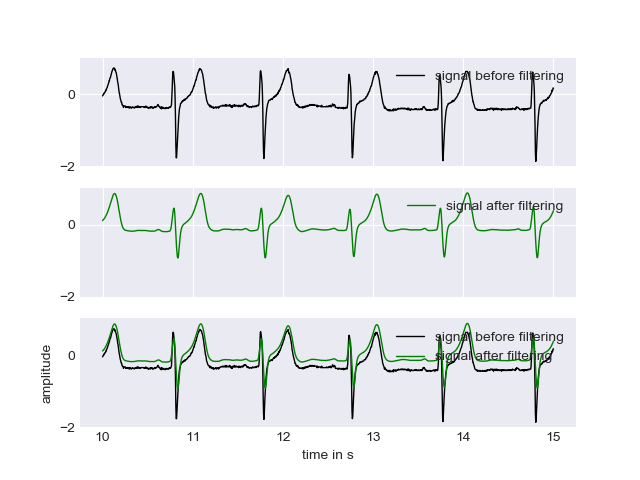 0
−2
signal before filtering
0
−2
signal after filtering
0
−2
signal before filtering
signal after filtering
amplitude
10 11 12 13 14 15
time in s